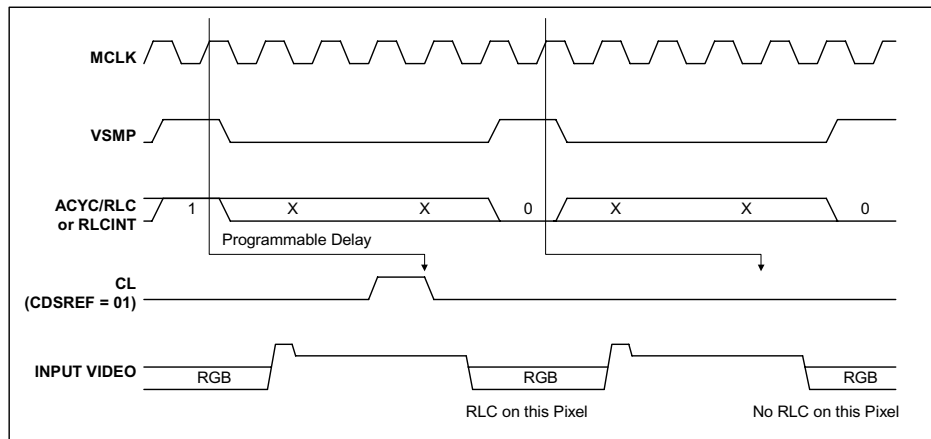 MCLK
VSMP
ACYC/RLC
or RLCINT
1 X X 0 X X 0
Programmable Delay
CL
(CDSREF = 01)
INPUT VIDEO
RGB RGB RGB
RLC on this Pixel No RLC on this Pixel